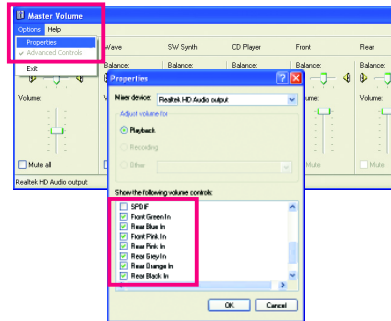 Master Volume
Options Help
Properties
Advanced Controls
Exit
Wave SW Synth CD Player Front Rear
Balance: Balance: Balance: Balance:
Volume:
Volume:
Mute all
Mute
Mute
Realtek HD Audio output
Properties
Mixer device: Realtek HD Audio output
Adjust volume for
Playback
Recording
Other
Show the following volume controls:
SPDIF
Front Green In
Rear Blue In
Front Pink In
Rear Pink In
Rear Grey In
Rear Orange In
Rear Black In
OK Cancel